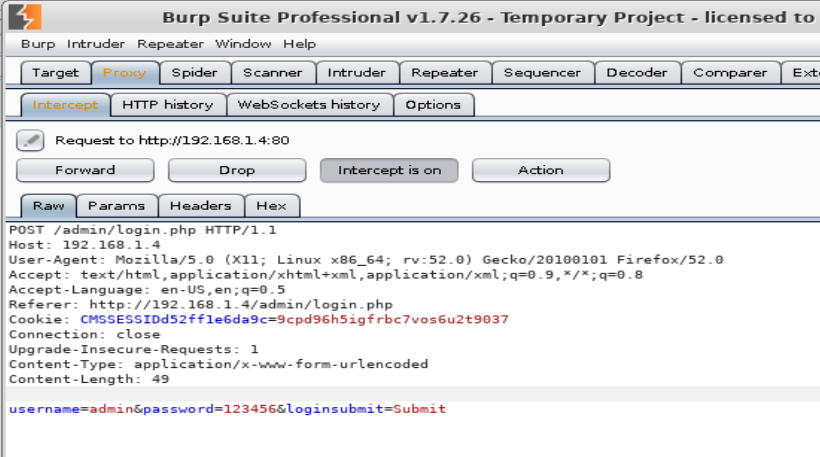 Burp Suite Professional v1.7.26 - Temporary Project - licensed to
Burp Intruder Repeater Window Help
Target Proxy Spider Scanner Intruder Repeater Sequencer Decoder Comparer Exte
Intercept HTTP history WebSockets history Options
Request to http://192.168.1.4:80
Forward Drop Intercept is on Action
Raw Params Headers Hex
POST /admin/login.php HTTP/1.1
Host: 192.168.1.4
User-Agent: Mozilla/5.0 (X11; Linux x86_64; rv:52.0) Gecko/20100101 Firefox/52.0
Accept: text/html,application/xhtml+xml,application/xml;q=0.9,*/*;q=0.8
Accept-Language: en-US,en;q=0.5
Referer: http://192.168.1.4/admin/login.php
Cookie: CMSSESSIDd52ff1e6da9c=9cpd96h5igfrbc7vos6u2t9037
Connection: close
Upgrade-Insecure-Requests: 1
Content-Type: application/x-www-form-urlencoded
Content-Length: 49
username=admin&password=123456&loginsubmit=Submit